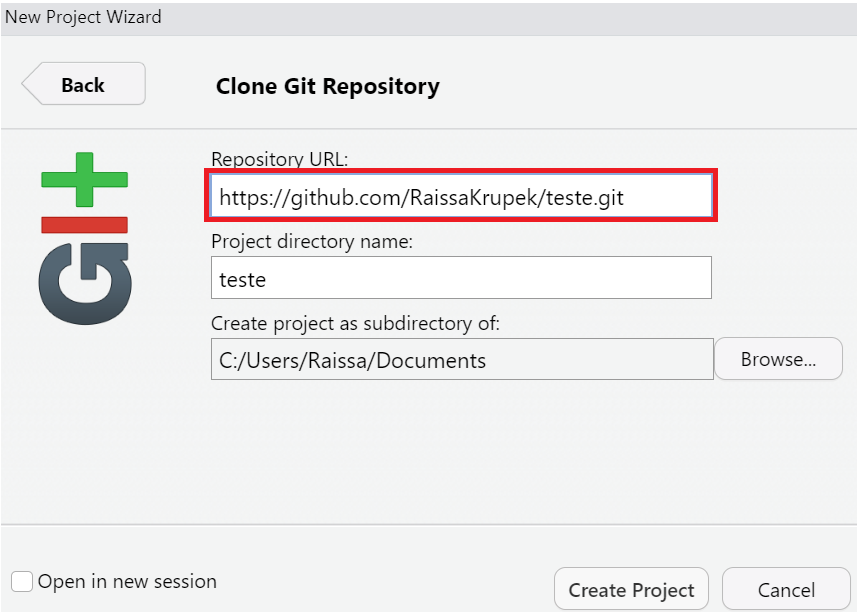 New Project Wizard
Back
Clone Git Repository
GIT
Repository URL:
https://github.com/RaissaKrupek/teste.git
Project directory name:
teste
Create project as subdirectory of:
C:/Users/Raissa/Documents
Browse...
Open in new session
Create Project
Cancel